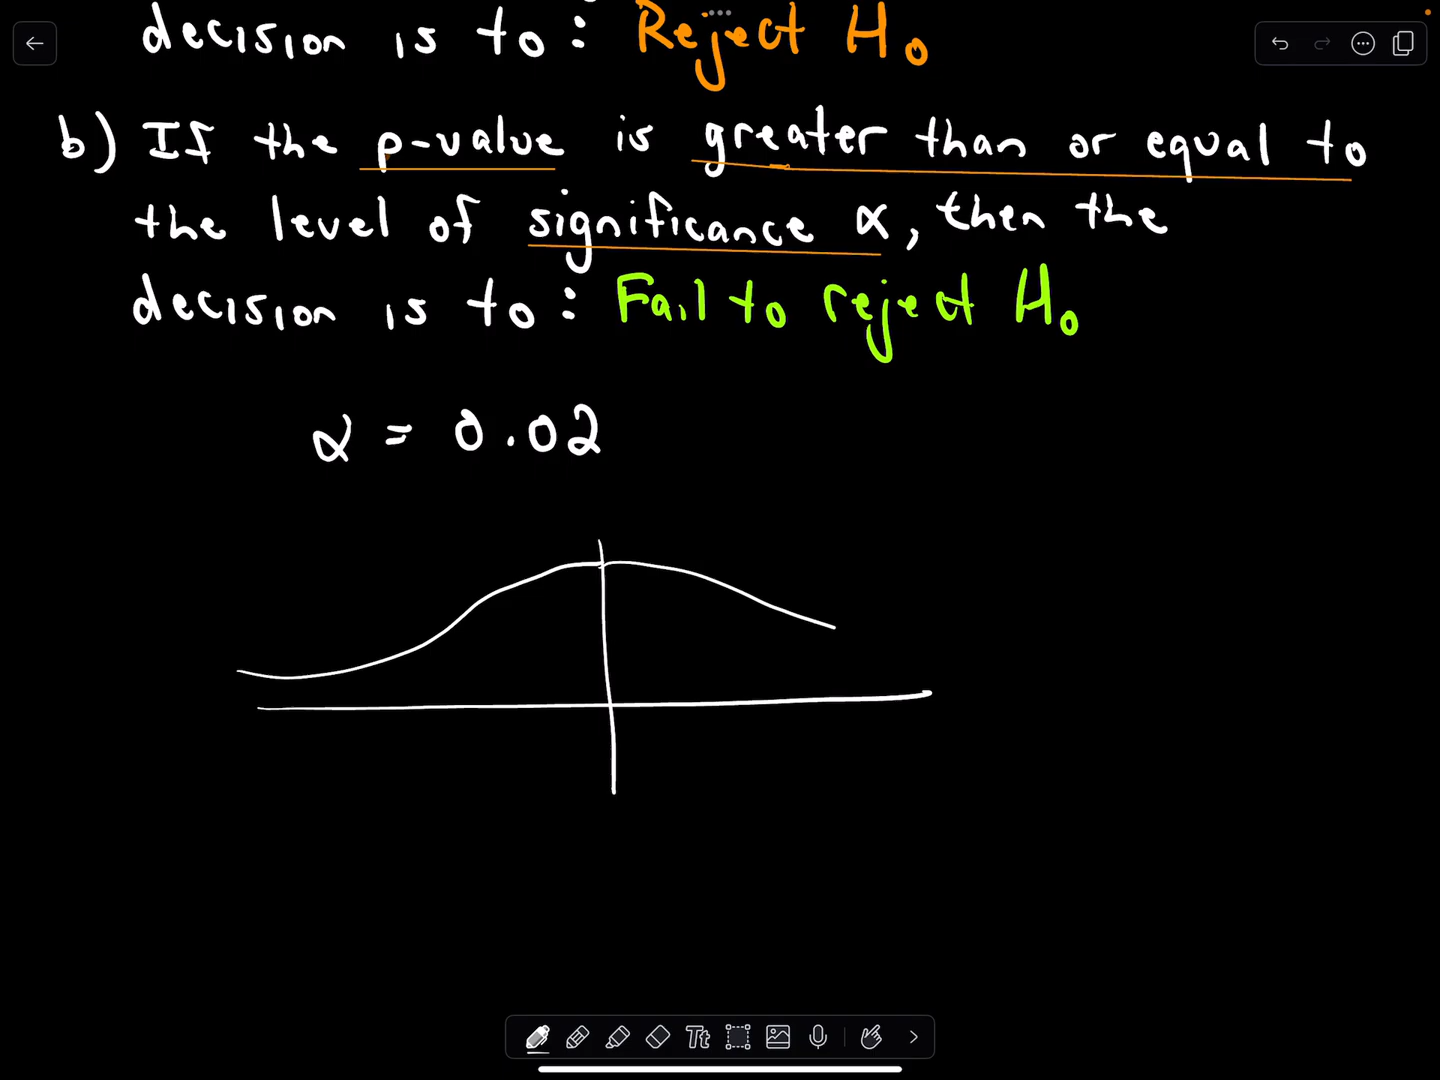 decision is to: Reject H₀
b) If the p-value is greater than or equal to
the level of significance α, then the
decision is to: Fail to reject H₀
α = 0.02
Tt